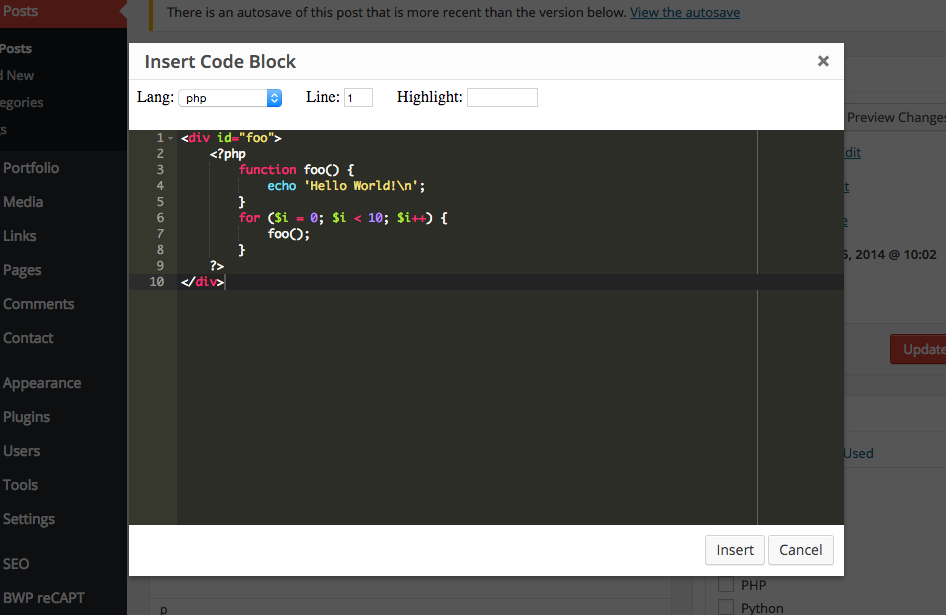 Posts
There is an autosave of this post that is more recent than the version below. View the autosave
Posts
d New
egories
gs
Portfolio
Media
Links
Pages
Comments
Contact
Appearance
Plugins
Users
Tools
Settings
SEO
BWP reCAPT
Insert Code Block
Lang: php Line: 1 Highlight:
1 <div id="foo">
2 <?php
3 function foo() {
4 echo 'Hello World!\n';
5 }
6 for ($i = 0; $i < 10; $i++) {
7 foo();
8 }
9 ?>
10 </div>
Insert Cancel
Preview Changes
dit
t
e
5, 2014 @ 10:02
Update
Used
PHP
Python
p